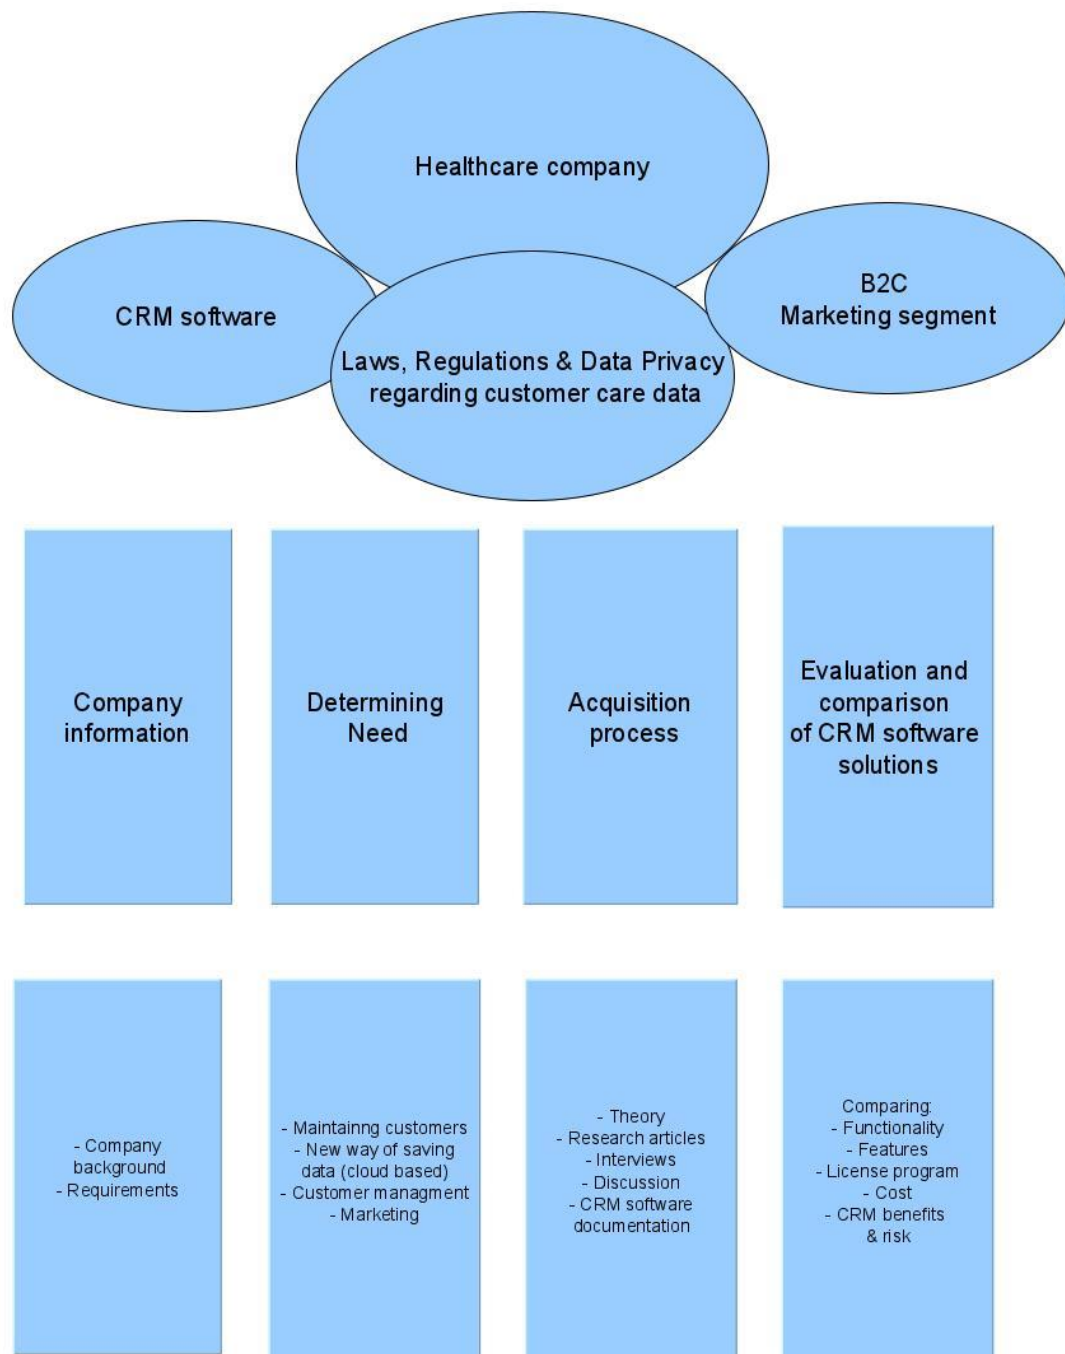 Healthcare company
CRM software
B2C
Marketing segment
Laws, Regulations & Data Privacy
regarding customer care data
Company
information
Determining
Need
Acquisition
process
Evaluation and
comparison
of CRM software
solutions
- Company
background
- Requirements
- Maintainng customers
- New way of saving
data (cloud based)
- Customer managment
- Marketing
- Theory
- Research articles
- Interviews
- Discussion
- CRM software
documentation
Comparing:
- Functionality
- Features
- License program
- Cost
- CRM benefits
& risk